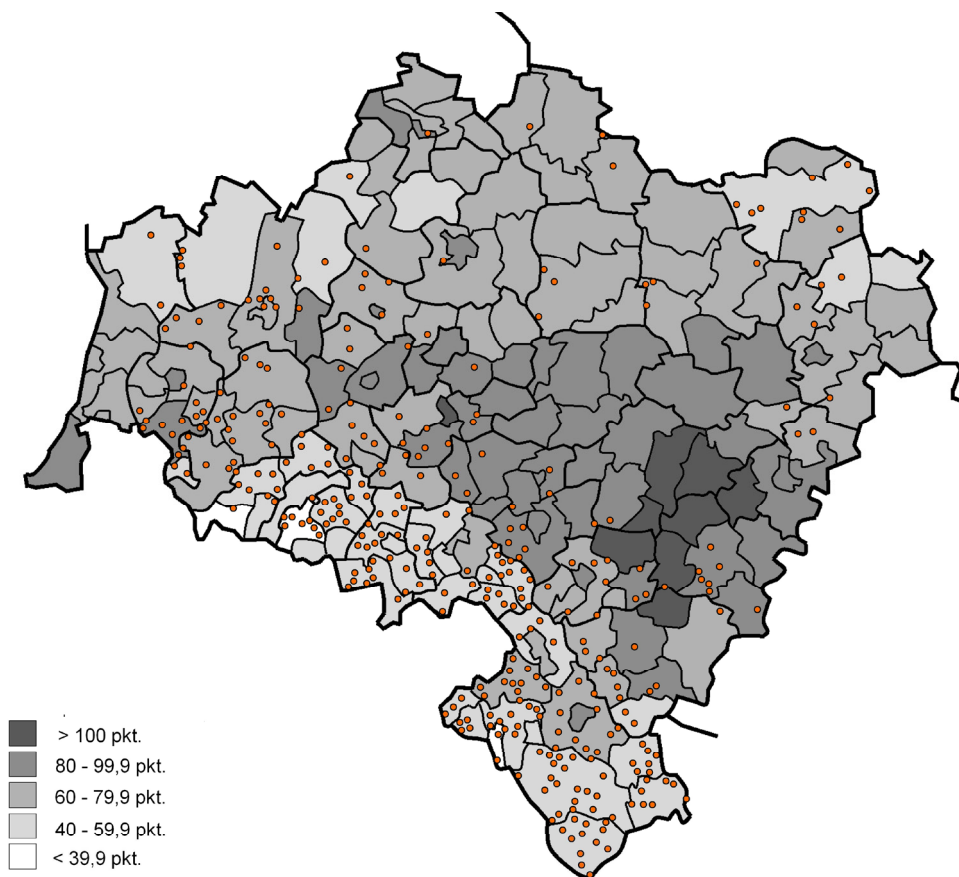 > 100 pkt.
80 - 99,9 pkt.
60 - 79,9 pkt.
40 - 59,9 pkt.
< 39,9 pkt.